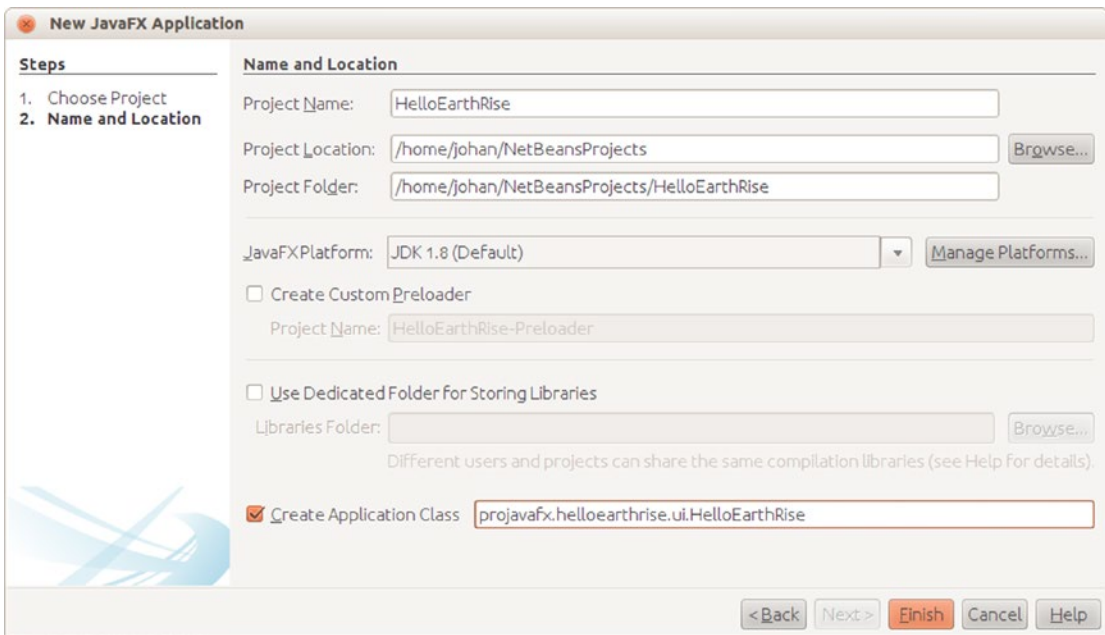 New JavaFX Application
Steps
1. Choose Project
2. Name and Location
Name and Location
Project Name: HelloEarthRise
Project Location: /home/johan/NetBeansProjects Browse...
Project Folder: /home/johan/NetBeansProjects/HelloEarthRise
JavaFX Platform: JDK 1.8 (Default) Manage Platforms...
Create Custom Preloader
Project Name: HelloEarthRise-Preloader
Use Dedicated Folder for Storing Libraries
Libraries Folder: Browse...
Different users and projects can share the same compilation libraries (see Help for details).
Create Application Class projavafx.helloearthrise.ui.HelloEarthRise
< Back Next > Finish Cancel Help